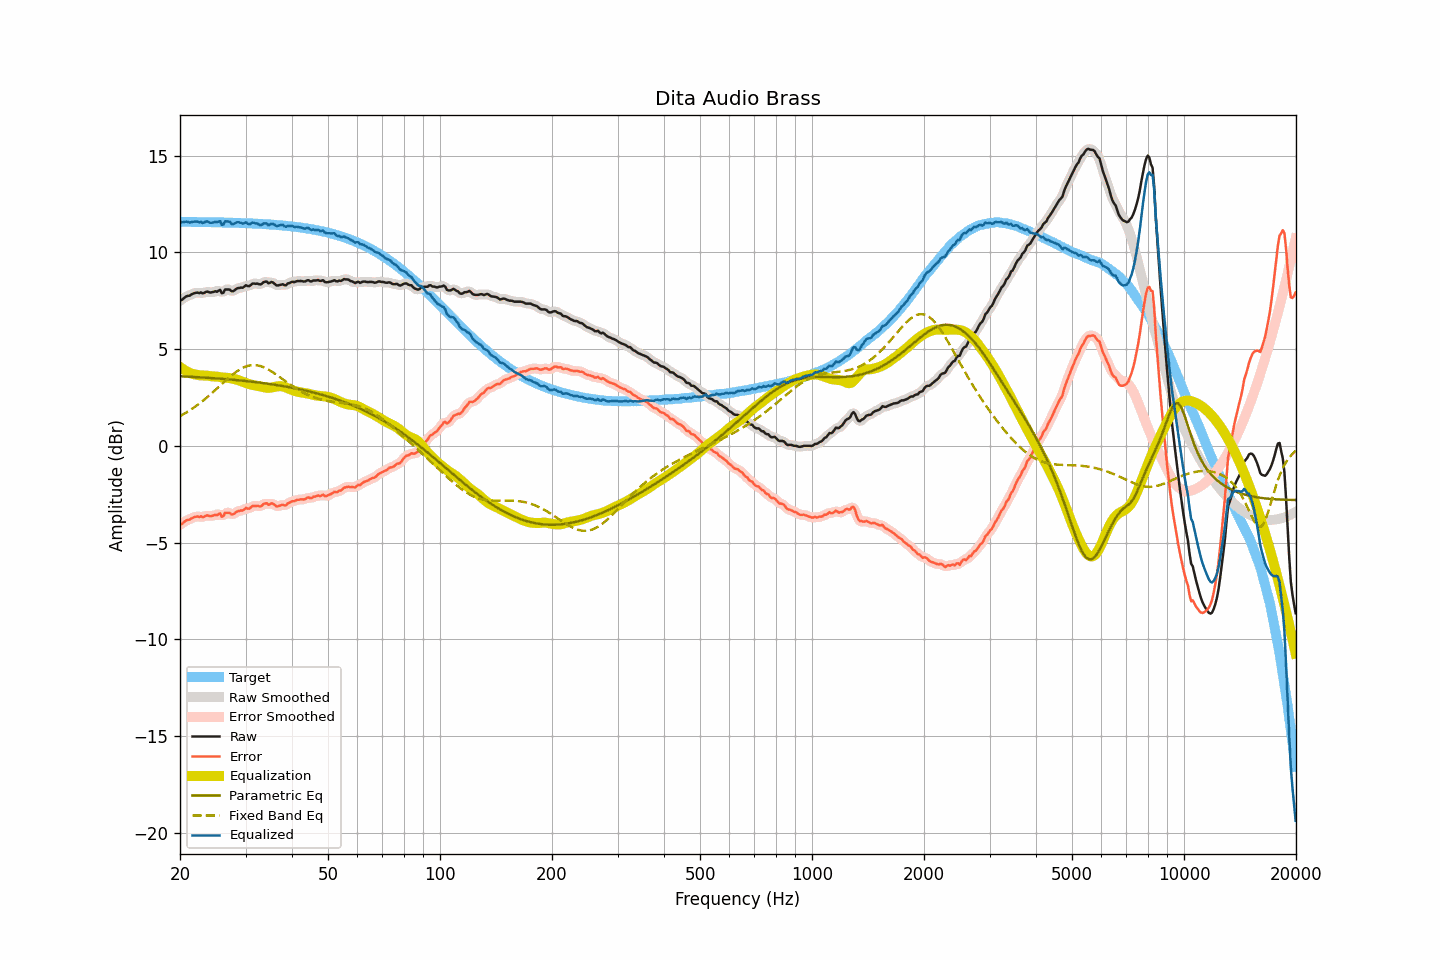 Dita Audio Brass
Amplitude (dBr)
15
10
5
0
−5
−10
−15
−20
Target
Raw Smoothed
Error Smoothed
Raw
Error
Equalization
Parametric Eq
Fixed Band Eq
Equalized
20 50 100 200 500 1000 2000 5000 10000 20000
Frequency (Hz)